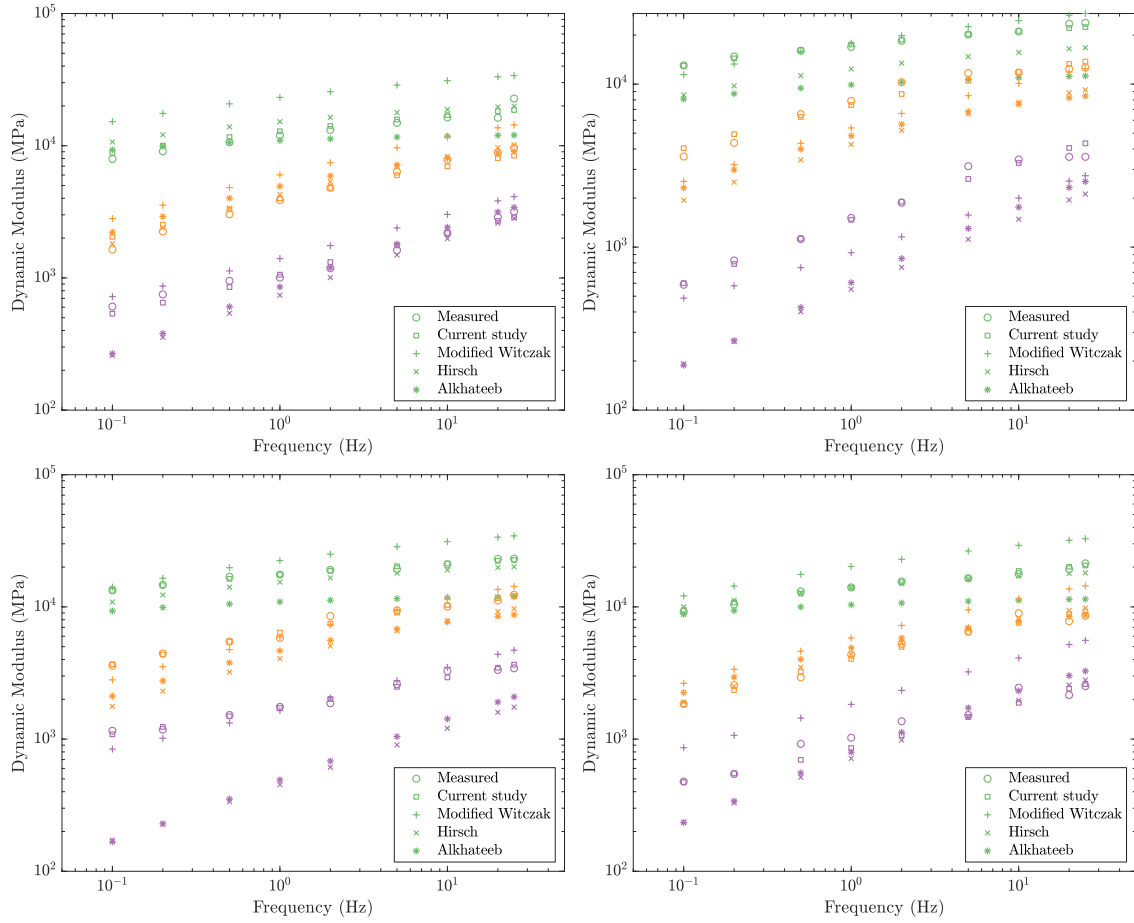 10^5
10^4
10^3
10^2
Dynamic Modulus (MPa)
Measured
Current study
Modified Witczak
Hirsch
Alkhateeb
10^-1
10^0
10^1
Frequency (Hz)
10^4
10^3
10^2
Dynamic Modulus (MPa)
Measured
Current study
Modified Witczak
Hirsch
Alkhateeb
10^-1
10^0
10^1
Frequency (Hz)
10^5
10^4
10^3
10^2
Dynamic Modulus (MPa)
Measured
Current study
Modified Witczak
Hirsch
Alkhateeb
10^-1
10^0
10^1
Frequency (Hz)
10^5
10^4
10^3
10^2
Dynamic Modulus (MPa)
Measured
Current study
Modified Witczak
Hirsch
Alkhateeb
10^-1
10^0
10^1
Frequency (Hz)